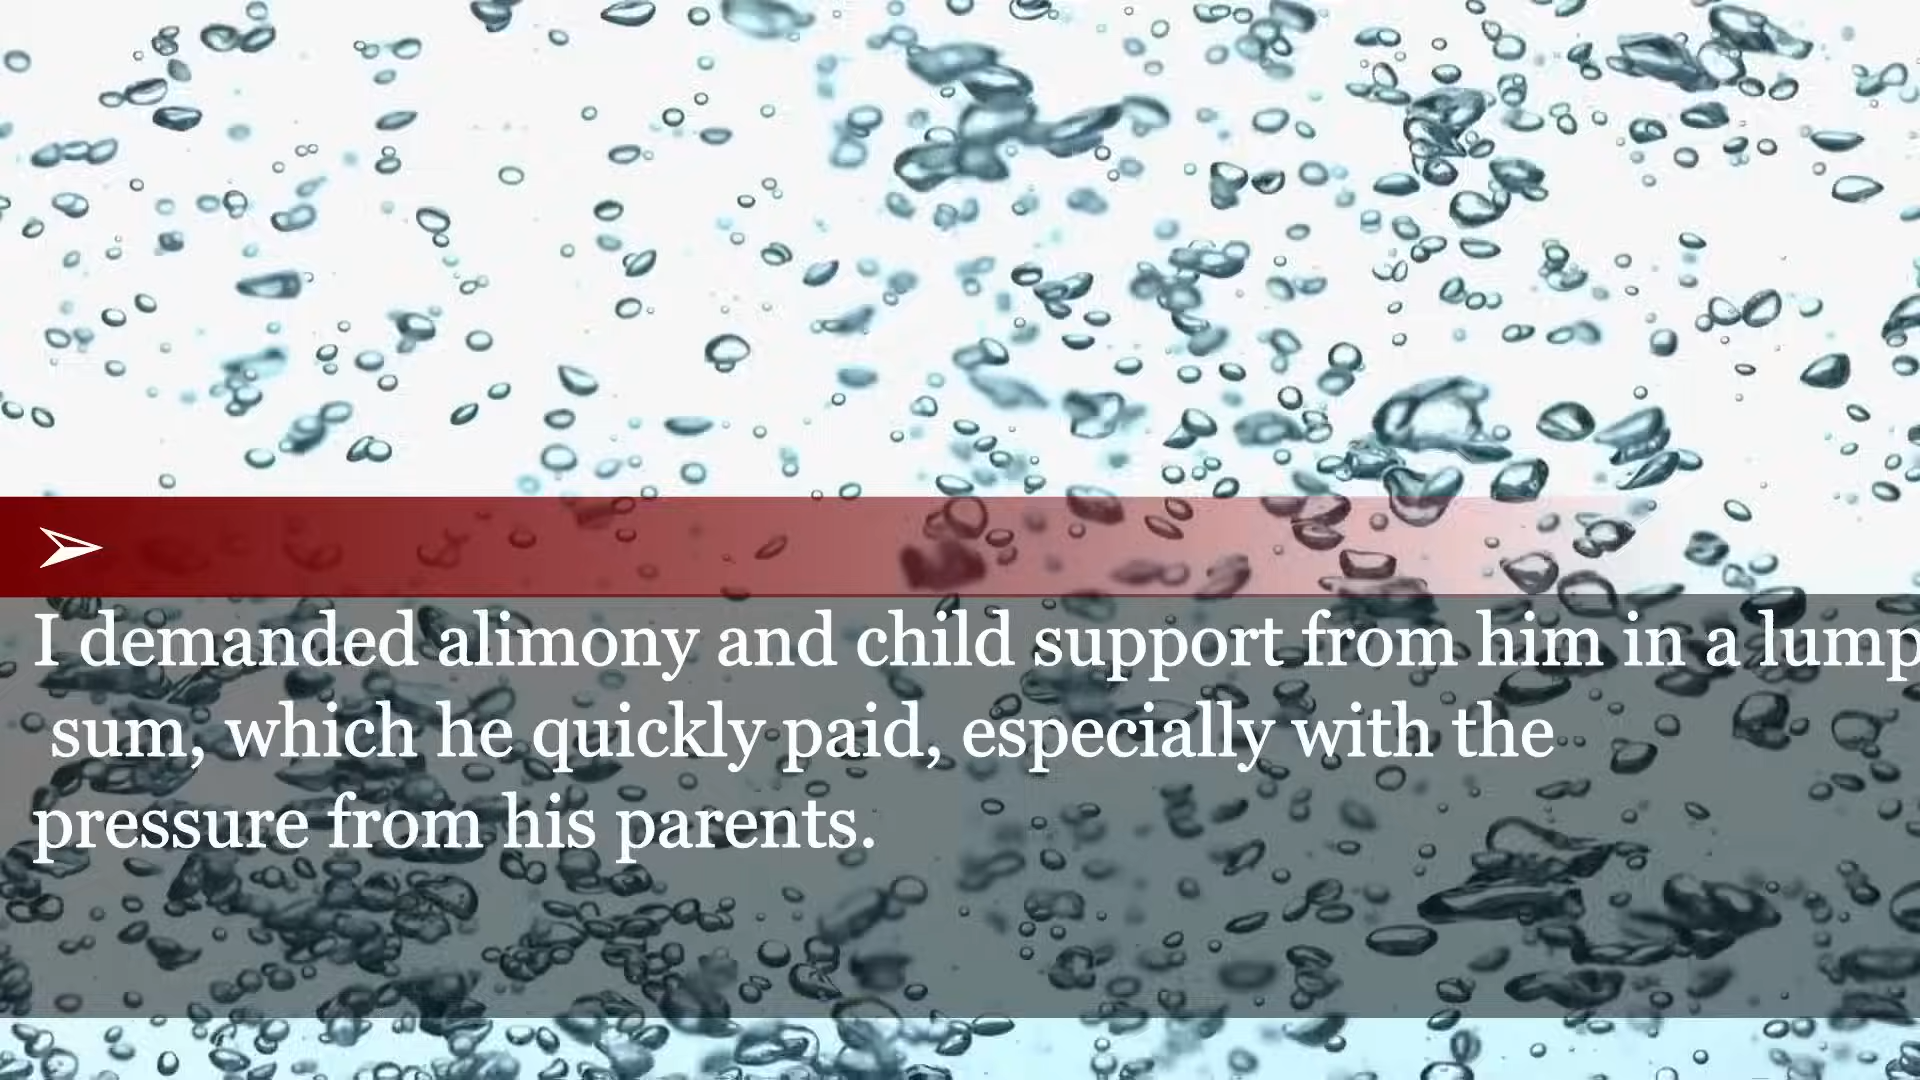 I demanded alimony and child support from him in a lump
sum, which he quickly paid, especially with the
pressure from his parents.